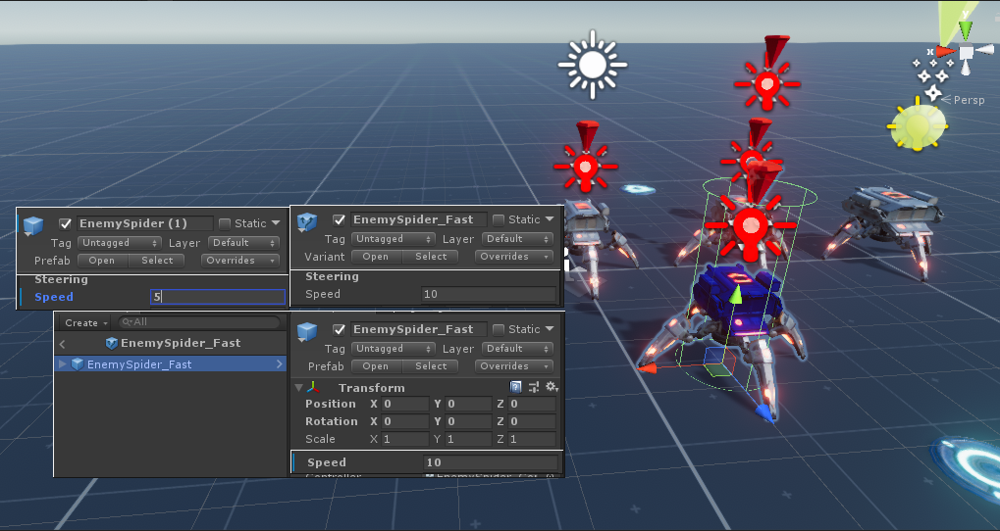 x
y
Persp
EnemySpider (1)
Static
Tag Untagged Layer Default
Prefab Open Select Overrides
Steering
Speed 5
EnemySpider_Fast
Static
Tag Untagged Layer Default
Variant Open Select Overrides
Steering
Speed 10
Create
All
EnemySpider_Fast
EnemySpider_Fast
EnemySpider_Fast
Static
Tag Untagged Layer Default
Prefab Open Select Overrides
Transform
Position X 0 Y 0 Z 0
Rotation X 0 Y 0 Z 0
Scale X 1 Y 1 Z 1
Speed 10